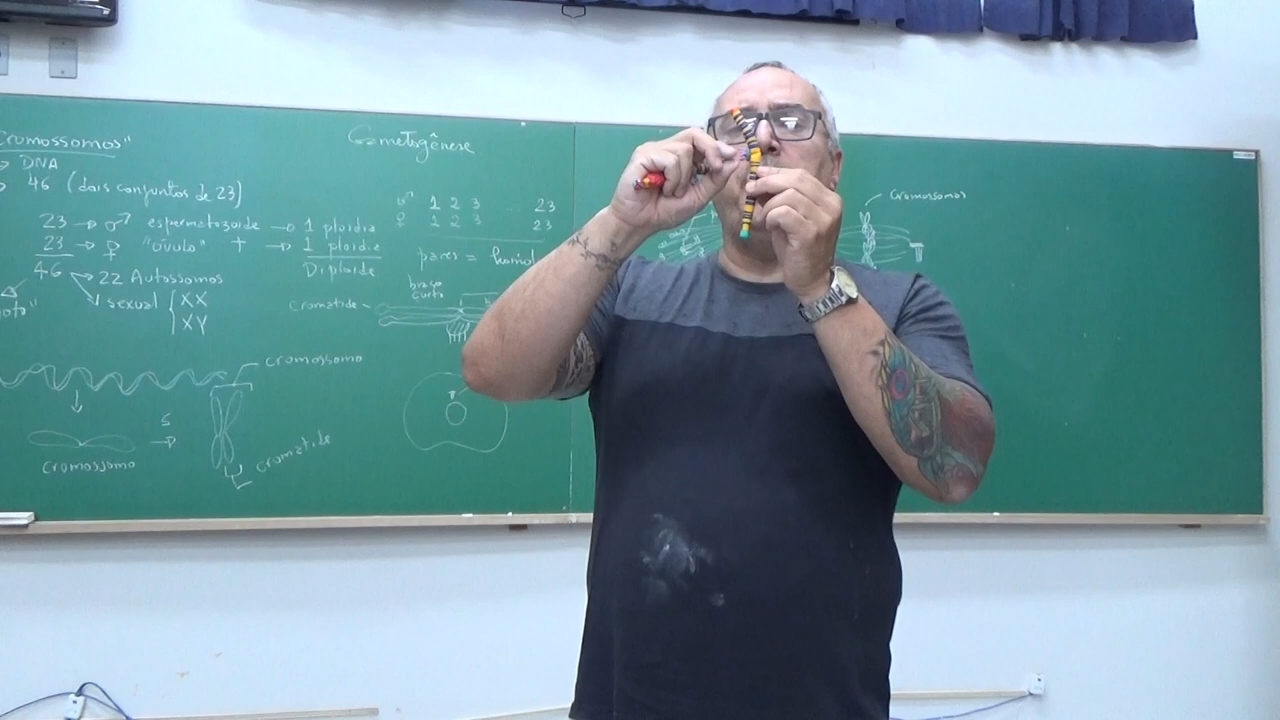 Cromossomos"
→ DNA
46 (dois conjuntos de 23)
23 → ♂ espermatozoide → 1 ploidia
23 → ♀ "óvulo" + → 1 ploidie
46 → 22 Autossomos
Diploide
sexual { XX
XY
Gametogênese
♂ 1 2 3 23
♀ 1 2 3 23
pares = homol
braço
curto
cromatide
cromossomo
S
cromossomo
cromatide
Cromossomos